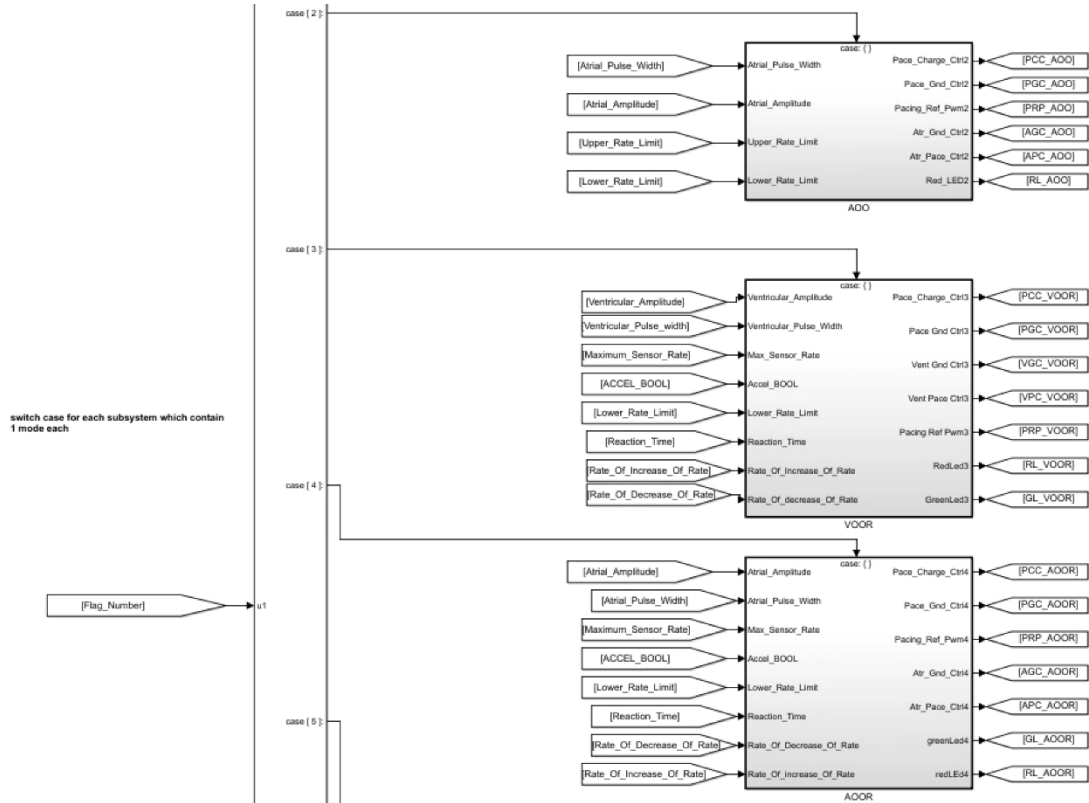 case [ 2 ]:
case: { }
[Atrial_Pulse_Width]
Atrial_Pulse_Width
Pace_Charge_Ctrl2
[PCC_AOO]
Pace_Gnd_Ctrl2
[PGC_AOO]
[Atrial_Amplitude]
Atrial_Amplitude
Pacing_Ref_Pwm2
[PRP_AOO]
Atr_Gnd_Ctrl2
[AGC_AOO]
[Upper_Rate_Limit]
Upper_Rate_Limit
Atr_Pace_Ctrl2
[APC_AOO]
[Lower_Rate_Limit]
Lower_Rate_Limit
Red_LED2
[RL_AOO]
AOO
case [ 3 ]:
case: { }
[Ventricular_Amplitude]
Ventricular_Amplitude
Pace_Charge_Ctrl3
[PCC_VOOR]
[Ventricular_Pulse_width]
Ventricular_Pulse_Width
Pace Gnd Ctrl3
[PGC_VOOR]
[Maximum_Sensor_Rate]
Max_Sensor_Rate
Vent Gnd Ctrl3
[VGC_VOOR]
[ACCEL_BOOL]
Accel_BOOL
Vent Pace Ctrl3
[VPC_VOOR]
[Lower_Rate_Limit]
Lower_Rate_Limit
Pacing Ref Pwm3
[PRP_VOOR]
[Reaction_Time]
Reaction_Time
RedLed3
[RL_VOOR]
[Rate_Of_Increase_Of_Rate]
Rate_Of_Increase_Of_Rate
[Rate_Of_Decrease_Of_Rate]
Rate_Of_decrease_Of_Rate
GreenLed3
[GL_VOOR]
VOOR
switch case for each subsystem which contain
1 mode each
case [ 4 ]:
case: { }
[Atrial_Amplitude]
Atrial_Amplitude
Pace_Charge_Ctrl4
[PCC_AOOR]
[Atrial_Pulse_Width]
Atrial_Pulse_Width
Pace_Gnd_Ctrl4
[PGC_AOOR]
[Flag_Number]
u1
[Maximum_Sensor_Rate]
Max_Sensor_Rate
Pacing_Ref_Pwm4
[PRP_AOOR]
[ACCEL_BOOL]
Accel_BOOL
Atr_Gnd_Ctrl4
[AGC_AOOR]
[Lower_Rate_Limit]
Lower_Rate_Limit
Atr_Pace_Ctrl4
[APC_AOOR]
[Reaction_Time]
Reaction_Time
case [ 5 ]:
[Rate_Of_Decrease_Of_Rate]
Rate_Of_Decrease_Of_Rate
greenLed4
[GL_AOOR]
[Rate_Of_Increase_Of_Rate]
Rate_Of_increase_Of_Rate
redLEd4
[RL_AOOR]
AOOR